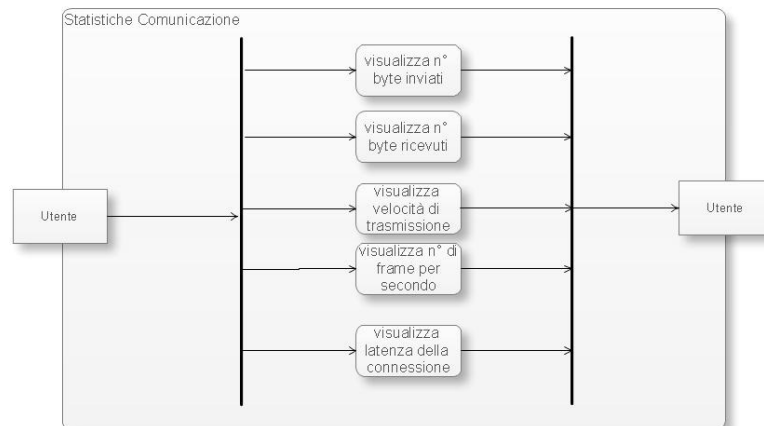 Statistiche Comunicazione
visualizza n°
byte inviati
visualizza n°
byte ricevuti
Utente
visualizza
velocità di
trasmissione
Utente
visualizza n° di
frame per
secondo
visualizza
latenza della
connessione